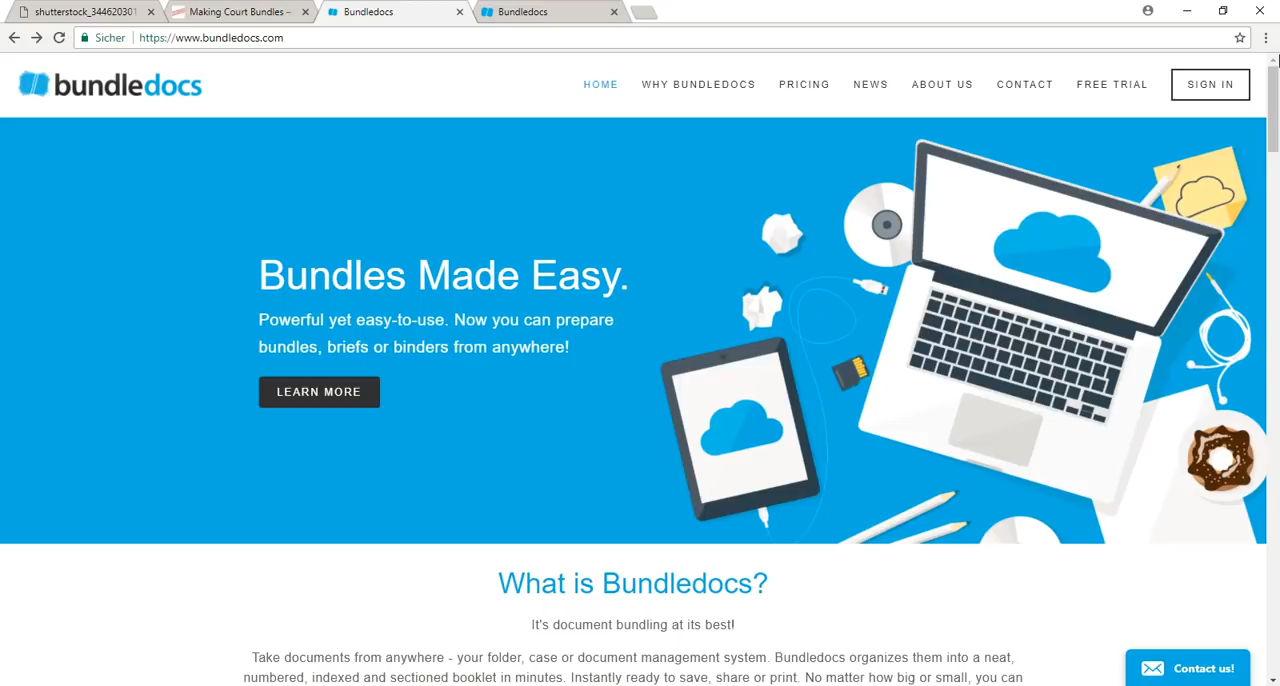 shutterstock_344620301
Making Court Bundles –
Bundledocs
Bundledocs
Sicher
https://www.bundledocs.com
bundledocs
HOME
WHY BUNDLEDOCS
PRICING
NEWS
ABOUT US
CONTACT
FREE TRIAL
SIGN IN
Bundles Made Easy.
Powerful yet easy-to-use. Now you can prepare
bundles, briefs or binders from anywhere!
LEARN MORE
What is Bundledocs?
It's document bundling at its best!
Take documents from anywhere - your folder, case or document management system. Bundledocs organizes them into a neat,
numbered, indexed and sectioned booklet in minutes. Instantly ready to save, share or print. No matter how big or small, you can
Contact us!